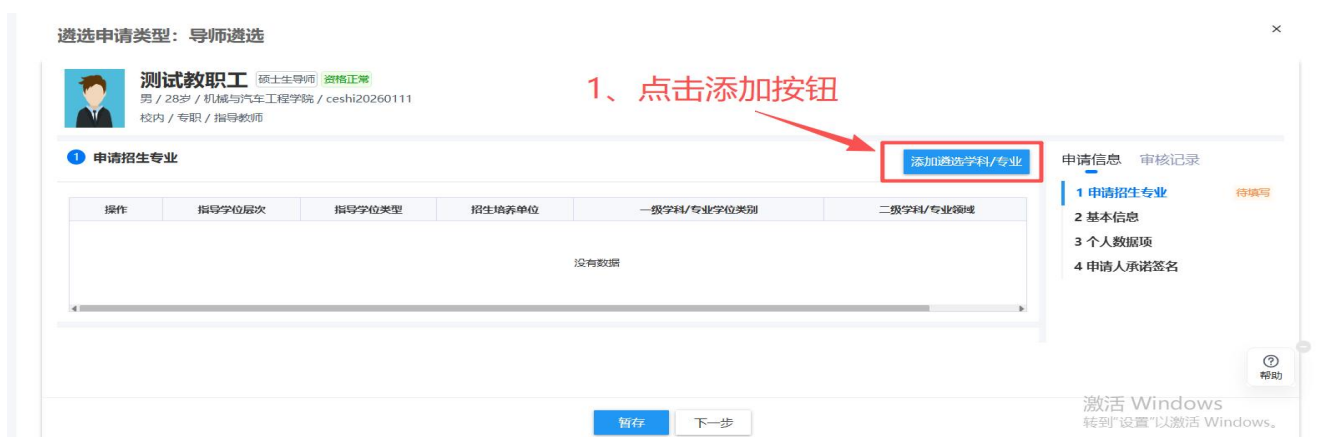 遴选申请类型：导师遴选
×
测试教职工 硕士生导师 资格正常
男 / 28岁 / 机械与汽车工程学院 / ceshi20260111
校内 / 专职 / 指导教师
1、点击添加按钮
1 申请招生专业
添加遴选学科/专业
操作 指导学位层次 指导学位类型 招生培养单位 一级学科/专业学位类别 二级学科/专业领域
没有数据
申请信息 审核记录
1 申请招生专业 待填写
2 基本信息
3 个人数据项
4 申请人承诺签名
帮助
暂存 下一步
激活 Windows
转到"设置"以激活 Windows。